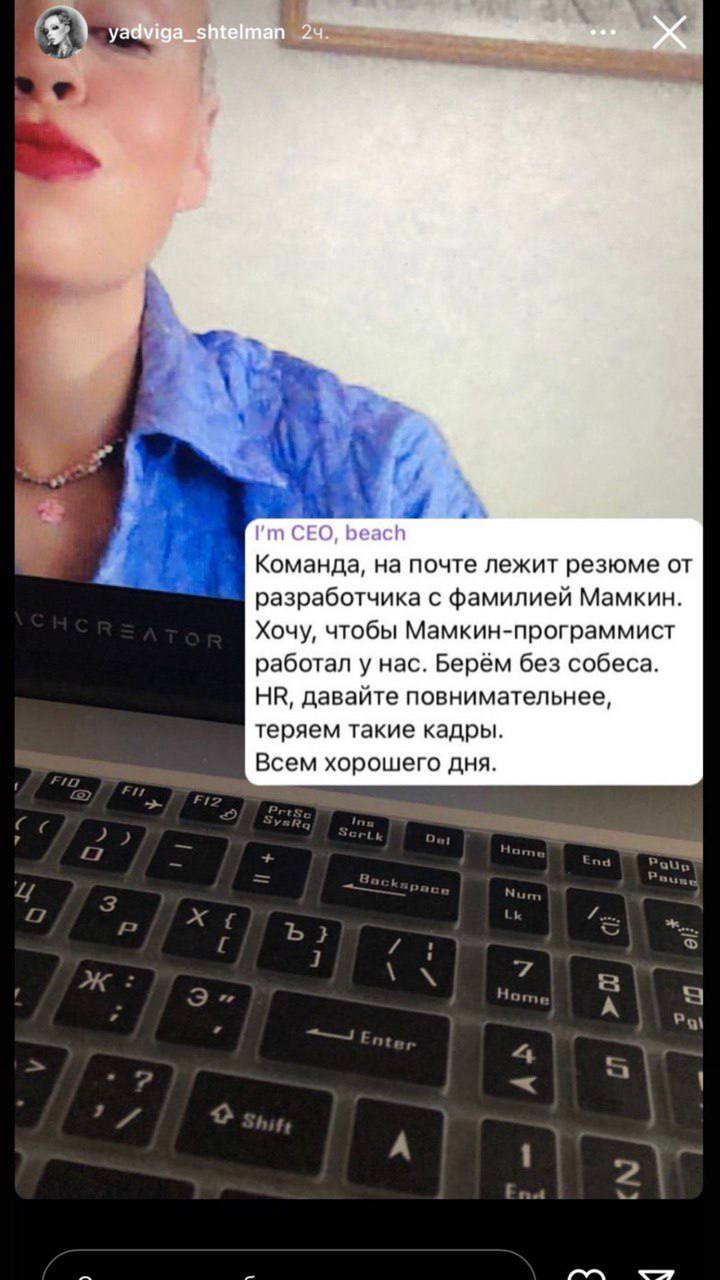 yadviga_shtelman 2ч.
I'm CEO, beach
Команда, на почте лежит резюме от
разработчика с фамилией Мамкин.
Хочу, чтобы Мамкин-программист
работал у нас. Берём без собеса.
HR, давайте повнимательнее,
теряем такие кадры.
Всем хорошего дня.
ACHCREATOR
F10 F11 F12 PrtSc SysRq Ins ScrLk Del Home End PgUp Pause
( ( ) ) — - + = Backspace Num Lk / *
Щ O З P Х { [ Ъ } ] / | \ \ 7 Home 8 9 PgU
Ж : ; Э " ' Enter 4 5
> . ? , / Shift 1 End 2